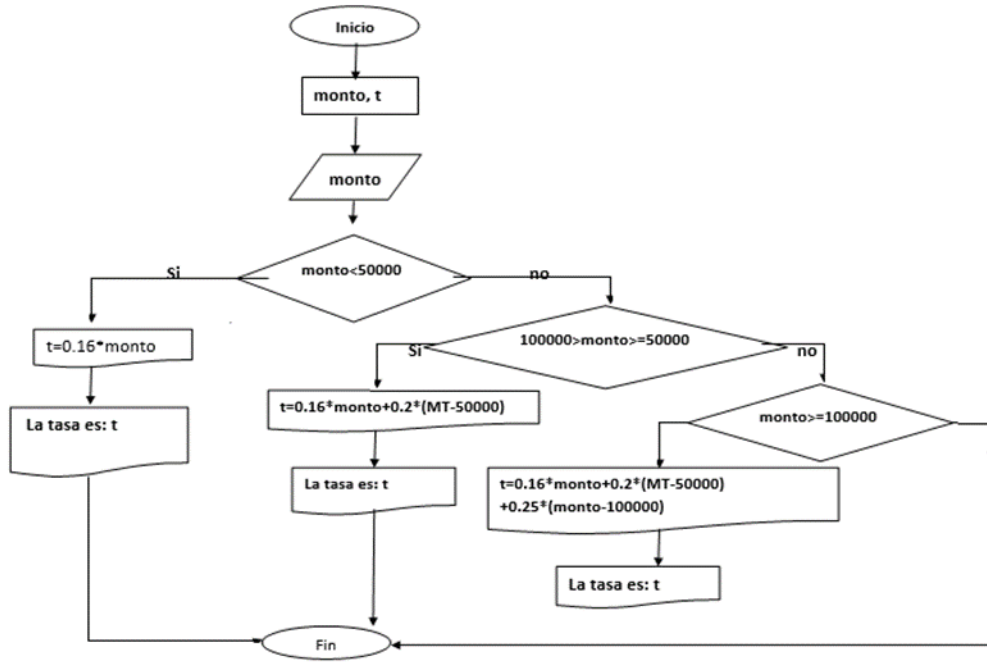 Inicio
monto, t
monto
monto<50000
Si
no
t=0.16*monto
La tasa es: t
100000>monto>=50000
Si
no
t=0.16*monto+0.2*(MT-50000)
La tasa es: t
monto>=100000
t=0.16*monto+0.2*(MT-50000)
+0.25*(monto-100000)
La tasa es: t
Fin